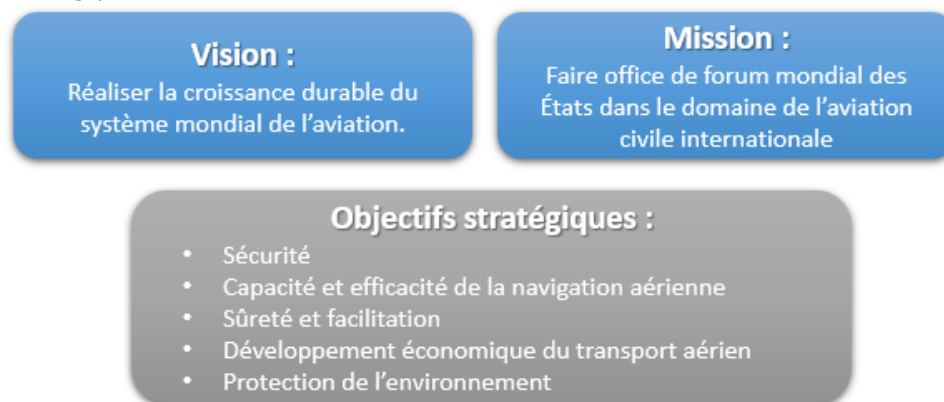 Vision :
Réaliser la croissance durable du
système mondial de l’aviation.
Mission :
Faire office de forum mondial des
États dans le domaine de l’aviation
civile internationale
Objectifs stratégiques :
• Sécurité
• Capacité et efficacité de la navigation aérienne
• Sûreté et facilitation
• Développement économique du transport aérien
• Protection de l’environnement